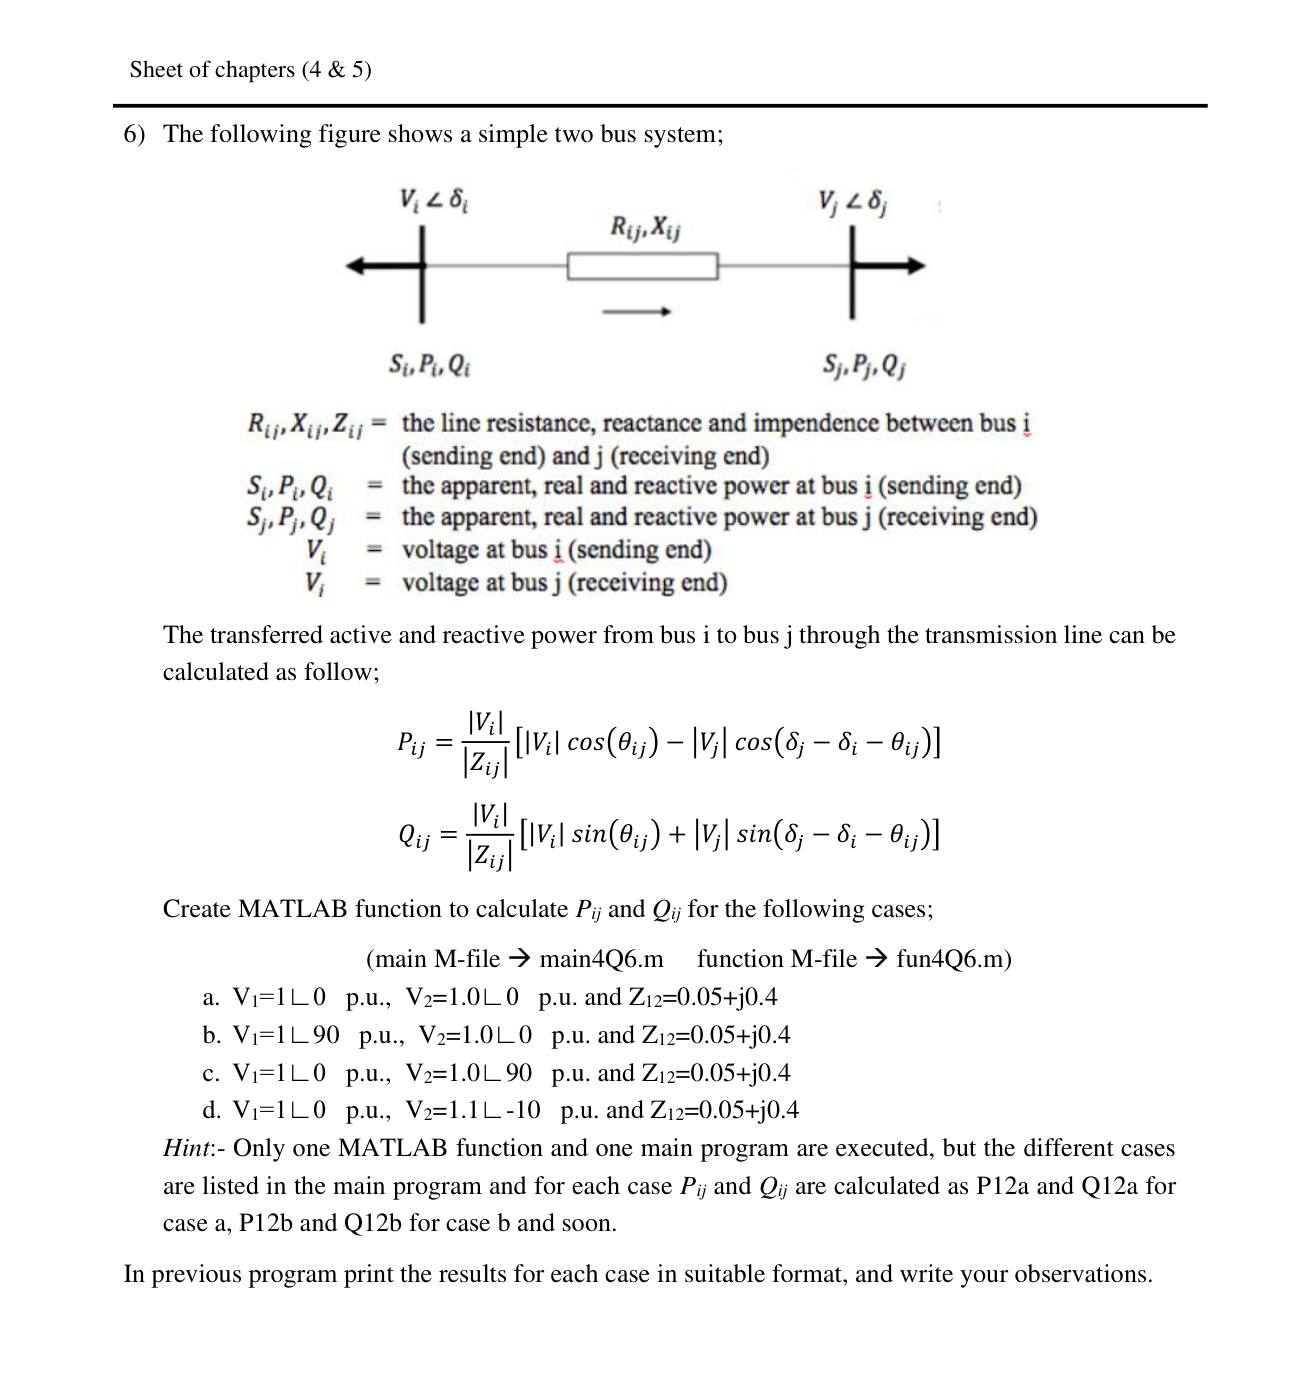 Sheet of chapters (4 & 5)
6) The following figure shows a simple two bus system;
V_i ∠ δ_i
V_j ∠ δ_j
R_ij, X_ij
S_i, P_i, Q_i
S_j, P_j, Q_j
R_ij, X_ij, Z_ij = the line resistance, reactance and impendence between bus i
(sending end) and j (receiving end)
S_i, P_i, Q_i = the apparent, real and reactive power at bus i (sending end)
S_j, P_j, Q_j = the apparent, real and reactive power at bus j (receiving end)
V_i = voltage at bus i (sending end)
V_j = voltage at bus j (receiving end)
The transferred active and reactive power from bus i to bus j through the transmission line can be
calculated as follow;
P_ij = |V_i| / |Z_ij| [|V_i| cos(θ_ij) − |V_j| cos(δ_j − δ_i − θ_ij)]
Q_ij = |V_i| / |Z_ij| [|V_i| sin(θ_ij) + |V_j| sin(δ_j − δ_i − θ_ij)]
Create MATLAB function to calculate P_ij and Q_ij for the following cases;
(main M-file → main4Q6.m function M-file → fun4Q6.m)
a. V₁=1∟0 p.u., V₂=1.0∟0 p.u. and Z₁₂=0.05+j0.4
b. V₁=1∟90 p.u., V₂=1.0∟0 p.u. and Z₁₂=0.05+j0.4
c. V₁=1∟0 p.u., V₂=1.0∟90 p.u. and Z₁₂=0.05+j0.4
d. V₁=1∟0 p.u., V₂=1.1∟-10 p.u. and Z₁₂=0.05+j0.4
Hint:- Only one MATLAB function and one main program are executed, but the different cases
are listed in the main program and for each case P_ij and Q_ij are calculated as P12a and Q12a for
case a, P12b and Q12b for case b and soon.
In previous program print the results for each case in suitable format, and write your observations.